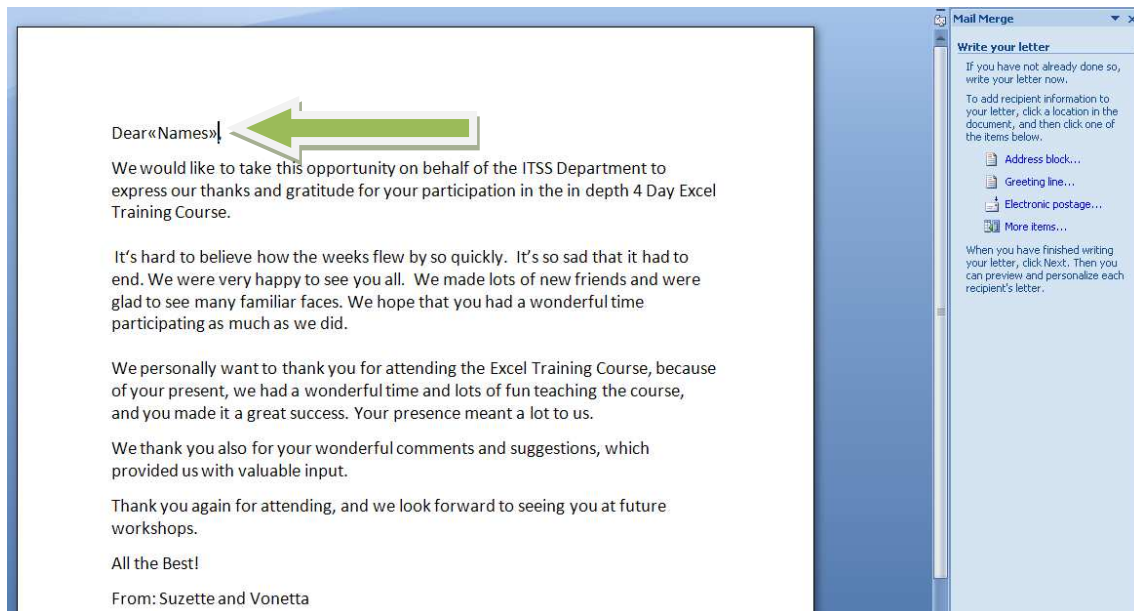 Dear«Names»,
We would like to take this opportunity on behalf of the ITSS Department to
express our thanks and gratitude for your participation in the in depth 4 Day Excel
Training Course.
It's hard to believe how the weeks flew by so quickly.  It's so sad that it had to
end. We were very happy to see you all.  We made lots of new friends and were
glad to see many familiar faces. We hope that you had a wonderful time
participating as much as we did.
We personally want to thank you for attending the Excel Training Course, because
of your present, we had a wonderful time and lots of fun teaching the course,
and you made it a great success. Your presence meant a lot to us.
We thank you also for your wonderful comments and suggestions, which
provided us with valuable input.
Thank you again for attending, and we look forward to seeing you at future
workshops.
All the Best!
From: Suzette and Vonetta
Mail Merge
Write your letter
If you have not already done so,
write your letter now.
To add recipient information to
your letter, click a location in the
document, and then click one of
the items below.
Address block...
Greeting line...
Electronic postage...
More items...
When you have finished writing
your letter, click Next. Then you
can preview and personalize each
recipient's letter.